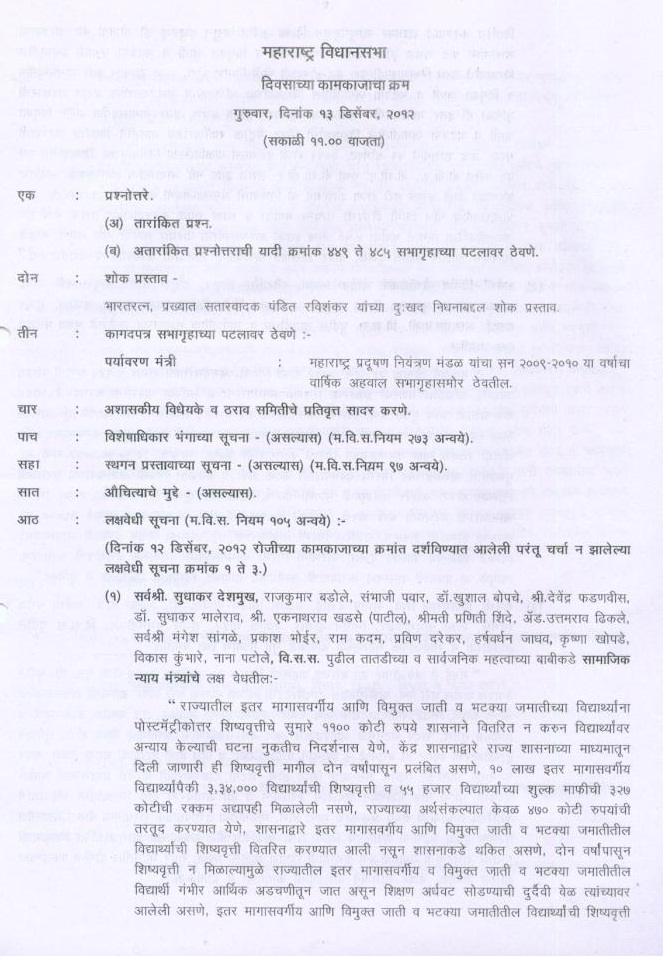 महाराष्ट्र विधानसभा
दिवसाच्या कामकाजाचा क्रम
गुरुवार, दिनांक १३ डिसेंबर, २०१२
(सकाळी ११.०० वाजता)
एक : प्रश्नोत्तरे.
(अ) तारांकित प्रश्न.
(ब) अतारांकित प्रश्नोत्तराची यादी क्रमांक ४४९ ते ४८५ सभागृहाच्या पटलावर ठेवणे.
दोन : शोक प्रस्ताव -
भारतरत्न, प्रख्यात सतारवादक पंडित रविशंकर यांच्या दु:खद निधनाबद्दल शोक प्रस्ताव.
तीन : कागदपत्र सभागृहाच्या पटलावर ठेवणे :-
पर्यावरण मंत्री महाराष्ट्र प्रदूषण नियंत्रण मंडळ यांचा सन २००९-२०१० या वर्षाचा
वार्षिक अहवाल सभागृहासमोर ठेवतील.
चार : अशासकीय विधेयके व ठराव समितीचे प्रतिवृत्त सादर करणे.
पाच : विशेषाधिकार भंगाच्या सूचना - (असल्यास) (म.वि.स.नियम २७३ अन्वये).
सहा : स्थगन प्रस्तावाच्या सूचना - (असल्यास) (म.वि.स.नियम ९७ अन्वये).
सात : औचित्याचे मुद्दे - (असल्यास).
आठ : लक्षवेधी सूचना (म.वि.स. नियम १०५ अन्वये) :-
(दिनांक १२ डिसेंबर, २०१२ रोजीच्या कामकाजाच्या क्रमांत दर्शविण्यात आलेली परंतू चर्चा न झालेल्या
लक्षवेधी सूचना क्रमांक १ ते ३.)
(१) सर्वश्री. सुधाकर देशमुख, राजकुमार बडोले, संभाजी पवार, डॉ.खुशाल बोपचे, श्री.देवेंद्र फडणवीस,
डॉ. सुधाकर भालेराव, श्री. एकनाथराव खडसे (पाटील), श्रीमती प्रणिती शिंदे, ॲड.उत्तमराव ढिकले,
सर्वश्री मंगेश सांगळे, प्रकाश भोईर, राम कदम, प्रविण दरेकर, हर्षवर्धन जाधव, कृष्णा खोपडे,
विकास कुंभारे, नाना पटोले, वि.स.स. पुढील तातडीच्या व सार्वजनिक महत्वाच्या बाबीकडे सामाजिक
न्याय मंत्र्यांचे लक्ष वेधतील:-
“ राज्यातील इतर मागासवर्गीय आणि विमुक्त जाती व भटक्या जमातीच्या विद्यार्थ्यांना
पोस्टमॅट्रीकोत्तर शिष्यवृत्तीचे सुमारे ११०० कोटी रुपये शासनाने वितरित न करुन विद्यार्थ्यांवर
अन्याय केल्याची घटना नुकतीच निदर्शनास येणे, केंद्र शासनाद्वारे राज्य शासनाच्या माध्यमातून
दिली जाणारी ही शिष्यवृत्ती मागील दोन वर्षापासून प्रलंबित असणे, १० लाख इतर मागासवर्गीय
विद्यार्थ्यांपैकी ३,३४,००० विद्यार्थ्यांची शिष्यवृत्ती व ५५ हजार विद्यार्थ्यांच्या शुल्क माफीची ३२७
कोटीची रक्कम अद्यापही मिळालेली नसणे, राज्याच्या अर्थसंकल्पात केवळ ४७० कोटी रुपयांची
तरतूद करण्यात येणे, शासनाद्वारे इतर मागासवर्गीय आणि विमुक्त जाती व भटक्या जमातीतील
विद्यार्थ्यांची शिष्यवृत्ती वितरित करण्यात आली नसून शासनाकडे थकित असणे, दोन वर्षांपासून
शिष्यवृत्ती न मिळाल्यामुळे राज्यातील इतर मागासवर्गीय व विमुक्त जाती व भटक्या जमातीतील
विद्यार्थी गंभीर आर्थिक अडचणीतून जात असून शिक्षण अर्धवट सोडण्याची दुर्दैवी वेळ त्यांच्यावर
आलेली असणे, इतर मागासवर्गीय आणि विमुक्त जाती व भटक्या जमातीतील विद्यार्थ्यांची शिष्यवृत्ती